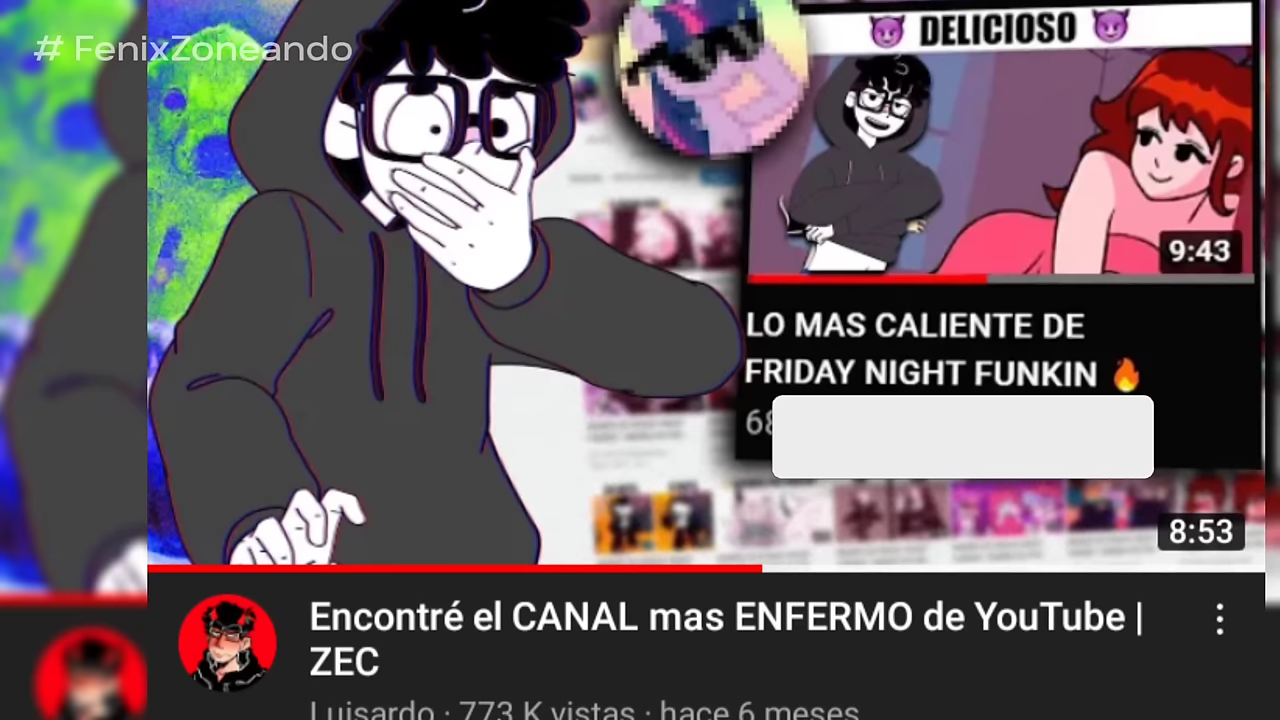 # FenixZoneando
😈 DELICIOSO 😈
9:43
LO MAS CALIENTE DE
FRIDAY NIGHT FUNKIN 🔥
8:53
Encontré el CANAL mas ENFERMO de YouTube |
ZEC
Luisardo · 773 K vistas · hace 6 meses